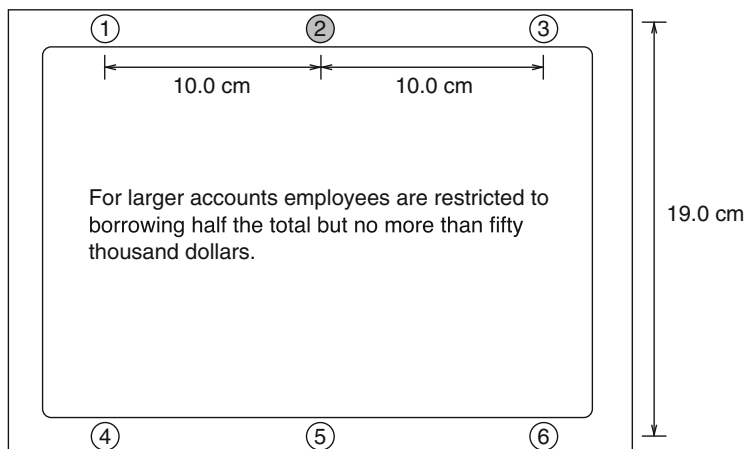 1 2 3
10.0 cm 10.0 cm
For larger accounts employees are restricted to
borrowing half the total but no more than fifty
thousand dollars.
19.0 cm
4 5 6